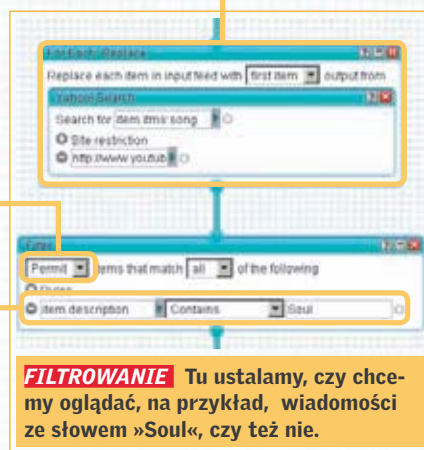 For Each: Replace
Replace each item in input feed with first item output from
Yahoo! Search
Search for item.itms:song
Site restriction
http://www.youtub
Filter
Permit items that match all of the following
Rules
item.description Contains Soul
FILTROWANIE Tu ustalamy, czy chce-
my oglądać, na przykład, wiadomości
ze słowem »Soul«, czy też nie.